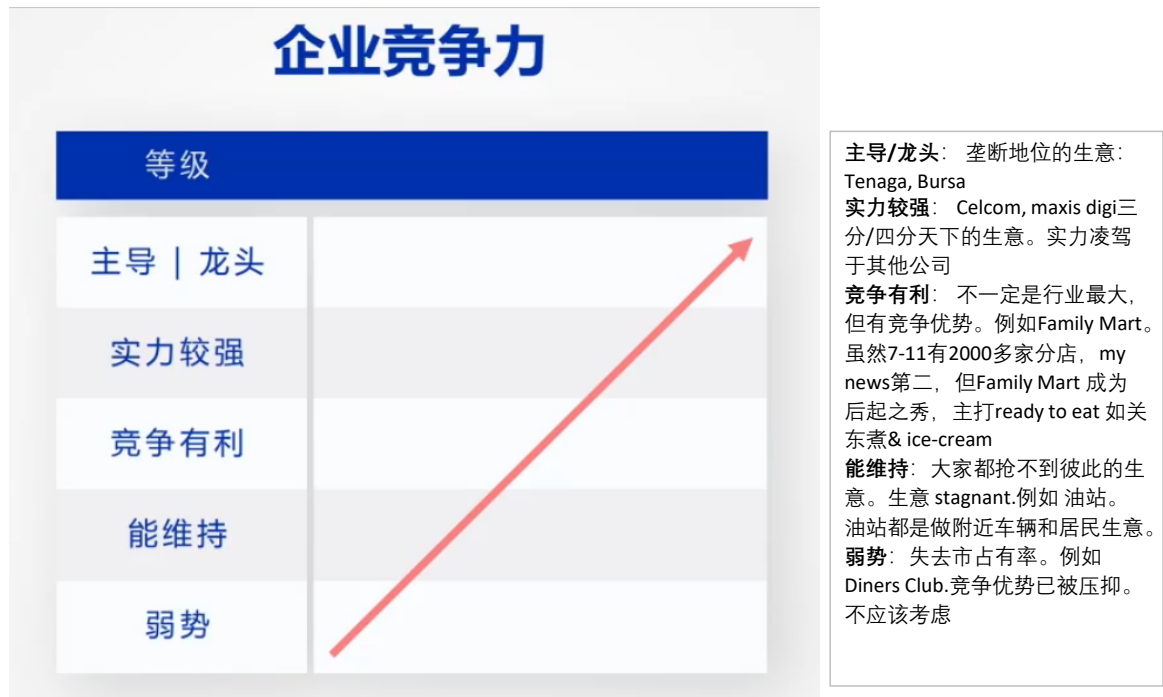 企业竞争力
等级
主导 | 龙头
实力较强
竞争有利
能维持
弱势
主导/龙头： 垄断地位的生意：
Tenaga, Bursa
实力较强： Celcom, maxis digi三
分/四分天下的生意。实力凌驾
于其他公司
竞争有利： 不一定是行业最大，
但有竞争优势。例如Family Mart。
虽然7-11有2000多家分店，my
news第二，但Family Mart 成为
后起之秀，主打ready to eat 如关
东煮& ice-cream
能维持：大家都抢不到彼此的生
意。生意 stagnant.例如 油站。
油站都是做附近车辆和居民生意。
弱势：失去市占有率。例如
Diners Club.竞争优势已被压抑。
不应该考虑